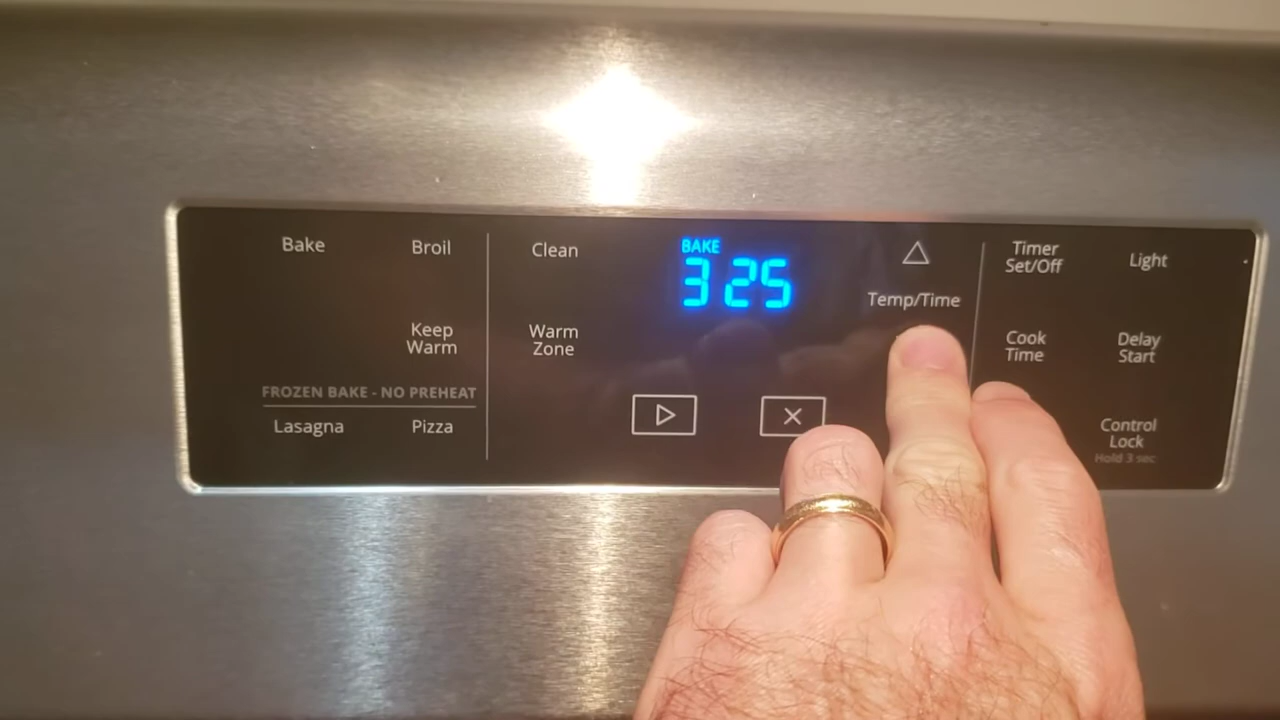 Bake
Broil
Keep
Warm
FROZEN BAKE - NO PREHEAT
Lasagna
Pizza
Clean
Warm
Zone
BAKE
325
Temp/Time
Timer
Set/Off
Light
Cook
Time
Delay
Start
Control
Lock
Hold 3 sec